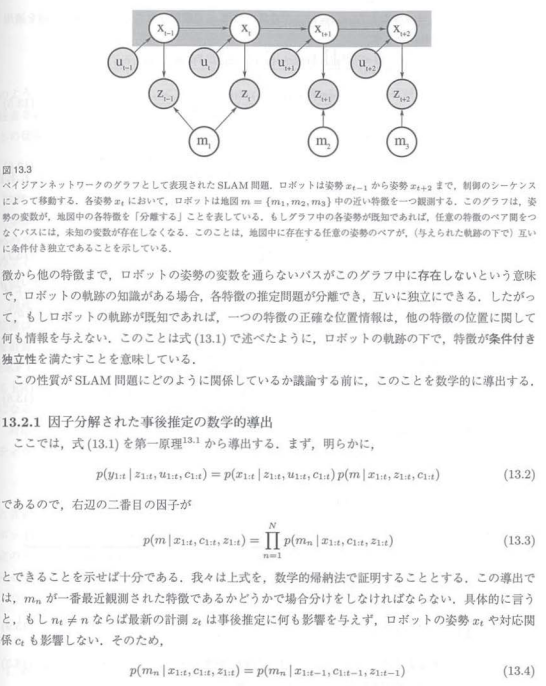 x_{t-1} x_t x_{t+1} x_{t+2}
u_{t-1} u_t u_{t+1} u_{t+2}
z_{t-1} z_t z_{t+1} z_{t+2}
m_1 m_2 m_3
図 13.3
ベイジアンネットワークのグラフとして表現された SLAM 問題．ロボットは姿勢 x_{t-1} から姿勢 x_{t+2} まで，制御のシーケンス
によって移動する．各姿勢 x_t において，ロボットは地図 m = {m_1, m_2, m_3} 中の近い特徴を一つ観測する．このグラフは，姿
勢の変数が，地図中の各特徴を「分離する」ことを表している．もしグラフ中の各姿勢が既知であれば，任意の特徴のペア間をつ
なぐパスには，未知の変数が存在しなくなる．このことは，地図中に存在する任意の姿勢のペアが，（与えられた軌跡の下で）互い
に条件付き独立であることを示している．
徴から他の特徴まで，ロボットの姿勢の変数を通らないパスがこのグラフ中に存在しないという意味
で，ロボットの軌跡の知識がある場合，各特徴の推定問題が分離でき，互いに独立にできる．したがっ
て，もしロボットの軌跡が既知であれば，一つの特徴の正確な位置情報は，他の特徴の位置に関して
何も情報を与えない．このことは式 (13.1) で述べたように，ロボットの軌跡の下で，特徴が条件付き
独立性を満たすことを意味している．
この性質が SLAM 問題にどのように関係しているか議論する前に，このことを数学的に導出する．
13.2.1 因子分解された事後推定の数学的導出
ここでは，式 (13.1) を第一原理^{13.1} から導出する．まず，明らかに，
p(y_{1:t} | z_{1:t}, u_{1:t}, c_{1:t}) = p(x_{1:t} | z_{1:t}, u_{1:t}, c_{1:t}) p(m | x_{1:t}, z_{1:t}, c_{1:t}) (13.2)
であるので，右辺の二番目の因子が
p(m | x_{1:t}, c_{1:t}, z_{1:t}) = ∏_{n=1}^{N} p(m_n | x_{1:t}, c_{1:t}, z_{1:t}) (13.3)
とできることを示せば十分である．我々は上式を，数学的帰納法で証明することとする．この導出で
は，m_n が一番最近観測された特徴であるかどうかで場合分けをしなければならない．具体的に言う
と，もし n_t ≠ n ならば最新の計測 z_t は事後推定に何も影響を与えず，ロボットの姿勢 x_t や対応関
係 c_t も影響しない．そのため，
p(m_n | x_{1:t}, c_{1:t}, z_{1:t}) = p(m_n | x_{1:t-1}, c_{1:t-1}, z_{1:t-1}) (13.4)